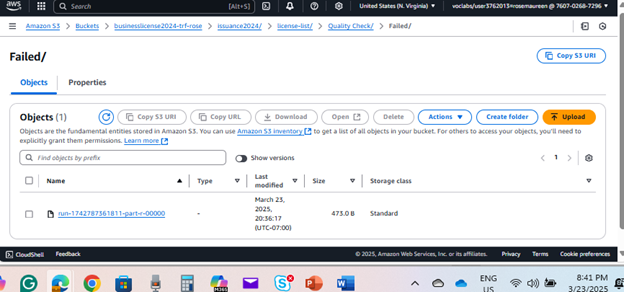 aws
Search [Alt+S] United States (N. Virginia) voclabs/user3762013=rosemaureen @ 7607-0268-7296
Amazon S3 > Buckets > businesslicense2024-trf-rose > issuance2024/ > license-list/ > Quality Check/ > Failed/
Failed/
Copy S3 URI
Objects Properties
Objects (1) Copy S3 URI Copy URL Download Open Delete Actions Create folder Upload
Objects are the fundamental entities stored in Amazon S3. You can use Amazon S3 inventory to get a list of all objects in your bucket. For others to access your objects, you'll need to
explicitly grant them permissions. Learn more
Find objects by prefix Show versions 1
Name Type Last modified Size Storage class
run-1742787361811-part-r-00000 - March 23, 2025, 20:36:17 (UTC-07:00) 473.0 B Standard
CloudShell Feedback © 2025, Amazon Web Services, Inc. or its affiliates. Privacy Terms Cookie preferences
ENG 8:41 PM
US 3/23/2025